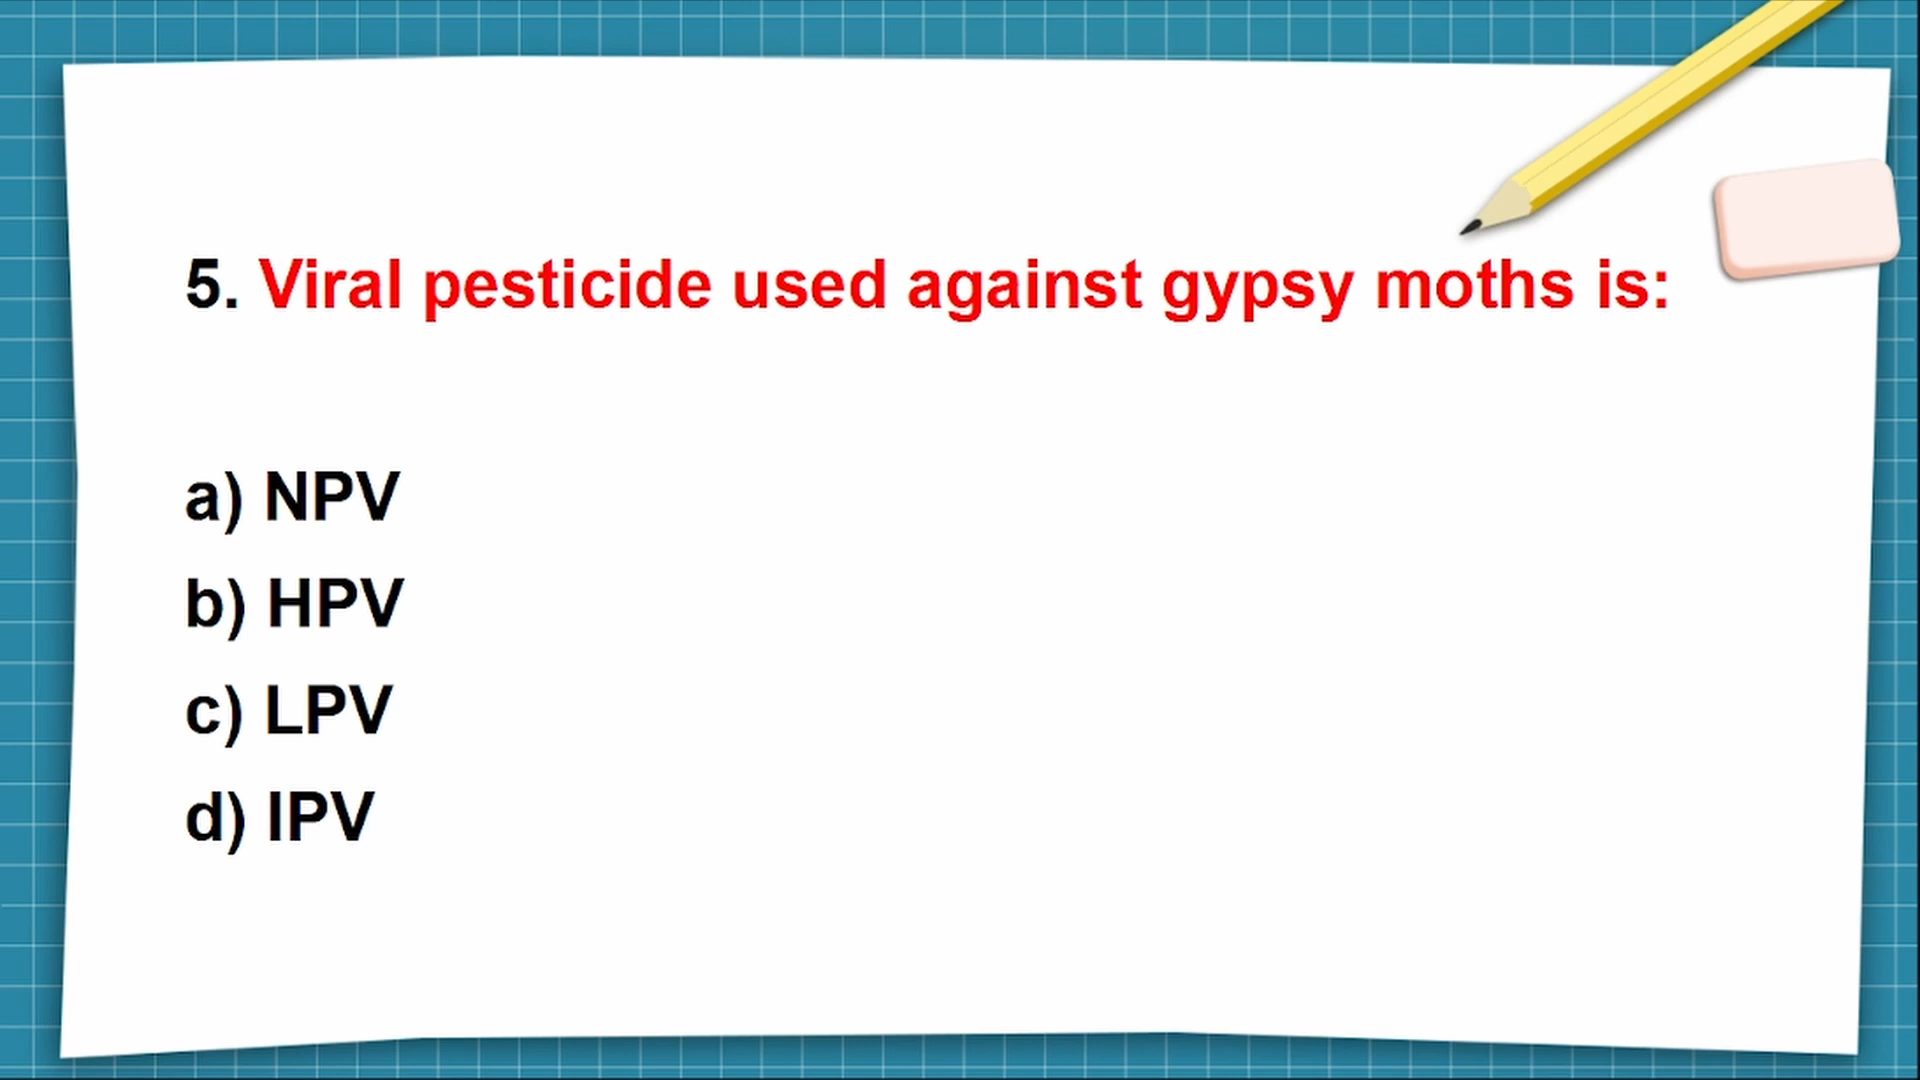 5. Viral pesticide used against gypsy moths is:
a) NPV
b) HPV
c) LPV
d) IPV